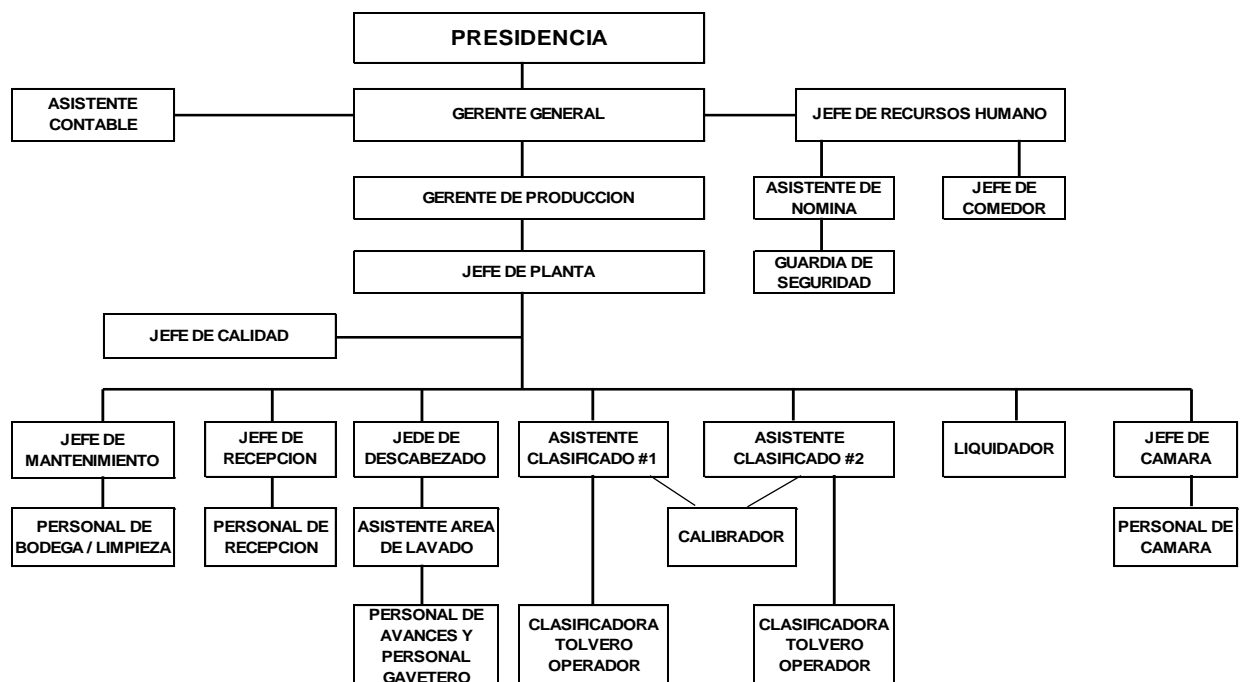 PRESIDENCIA
ASISTENTE
CONTABLE
GERENTE GENERAL
JEFE DE RECURSOS HUMANO
GERENTE DE PRODUCCION
ASISTENTE DE
NOMINA
JEFE DE
COMEDOR
JEFE DE PLANTA
GUARDIA DE
SEGURIDAD
JEFE DE CALIDAD
JEFE DE
MANTENIMIENTO
JEFE DE
RECEPCION
JEDE DE
DESCABEZADO
ASISTENTE
CLASIFICADO #1
ASISTENTE
CLASIFICADO #2
LIQUIDADOR
JEFE DE
CAMARA
PERSONAL DE
BODEGA / LIMPIEZA
PERSONAL DE
RECEPCION
ASISTENTE AREA
DE LAVADO
CALIBRADOR
PERSONAL DE
CAMARA
PERSONAL DE
AVANCES Y
PERSONAL
GAVETERO
CLASIFICADORA
TOLVERO
OPERADOR
CLASIFICADORA
TOLVERO
OPERADOR